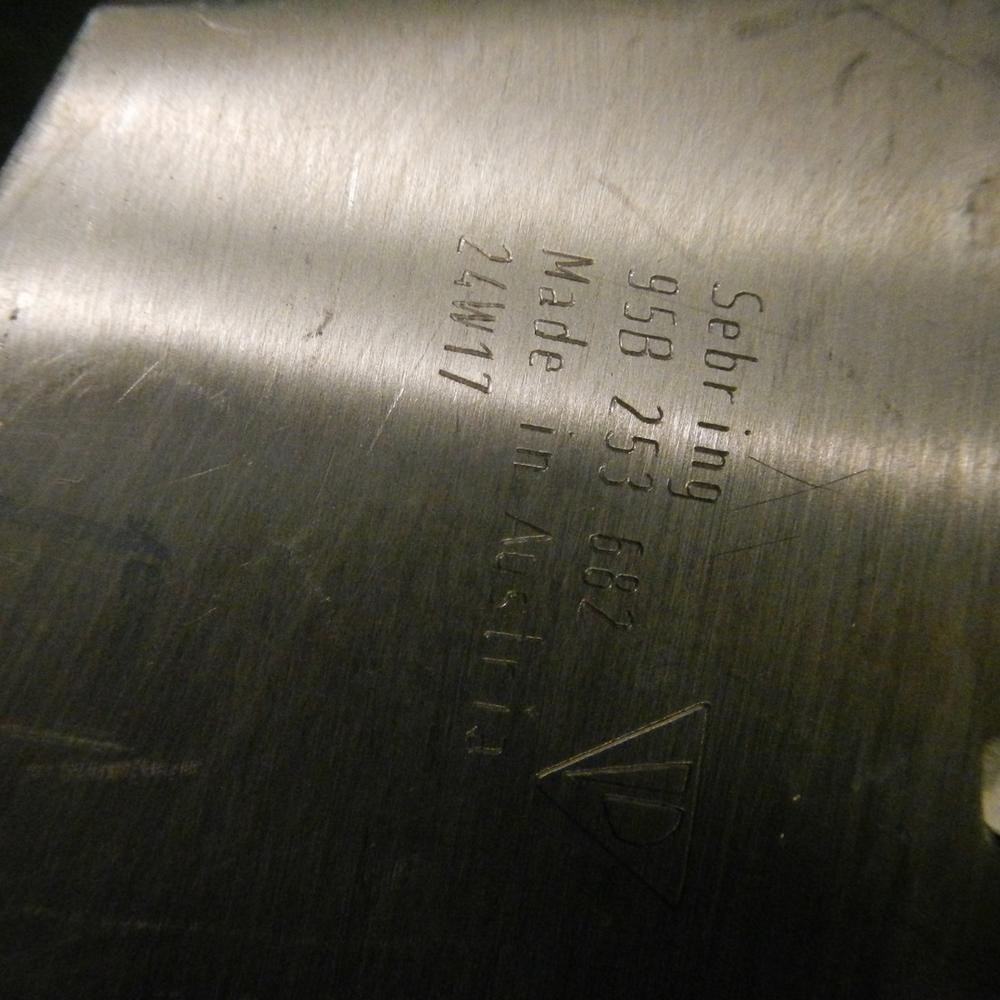 Sebring
95B 253 682
Made in Austria
24W17